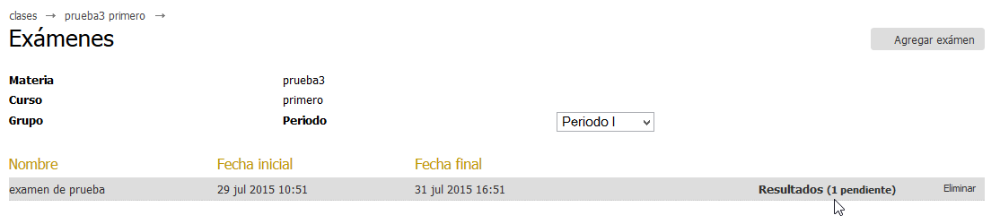 clases → prueba3 primero →
Exámenes
Agregar exámen
Materia prueba3
Curso primero
Grupo Periodo Periodo I
Nombre Fecha inicial Fecha final
examen de prueba 29 jul 2015 10:51 31 jul 2015 16:51 Resultados (1 pendiente) Eliminar